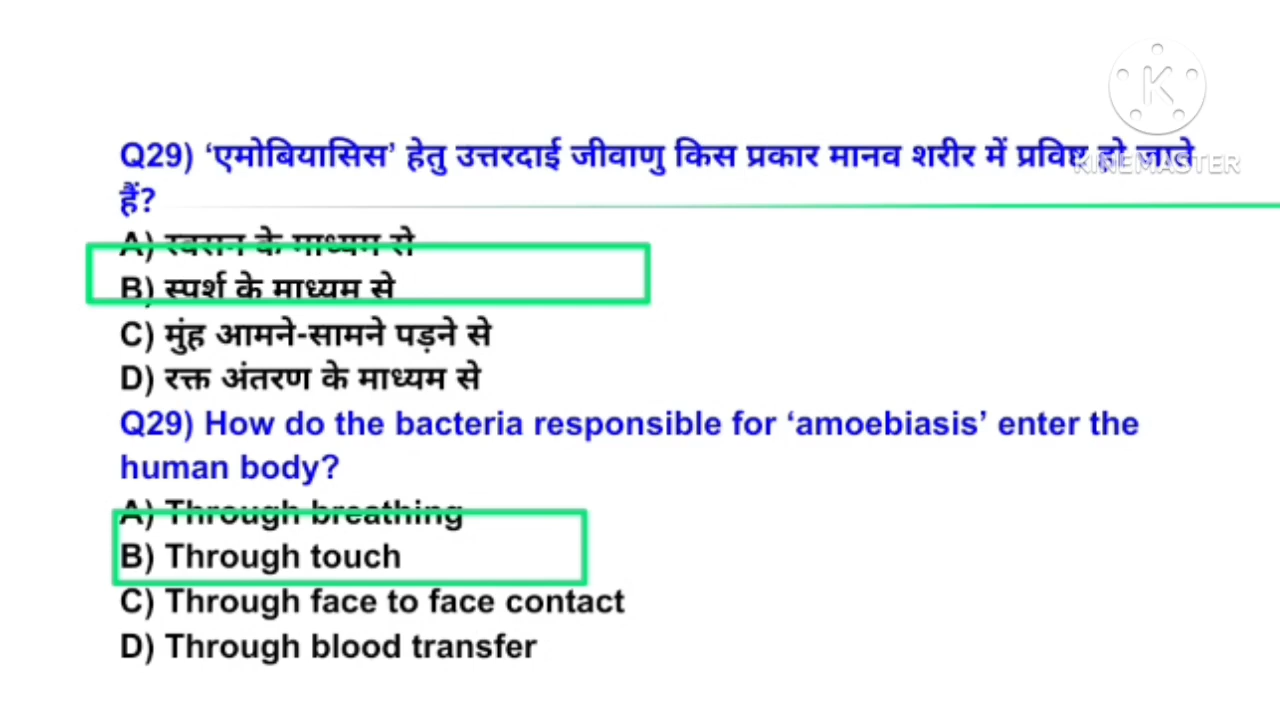 Q29) ‘एमोबियासिस’ हेतु उत्तरदाई जीवाणु किस प्रकार मानव शरीर में प्रविष्ट हो जाते
हैं?
A) स्वसन के माध्यम से
B) स्पर्श के माध्यम से
C) मुंह आमने-सामने पड़ने से
D) रक्त अंतरण के माध्यम से
Q29) How do the bacteria responsible for ‘amoebiasis’ enter the
human body?
A) Through breathing
B) Through touch
C) Through face to face contact
D) Through blood transfer
K
KINEMASTER